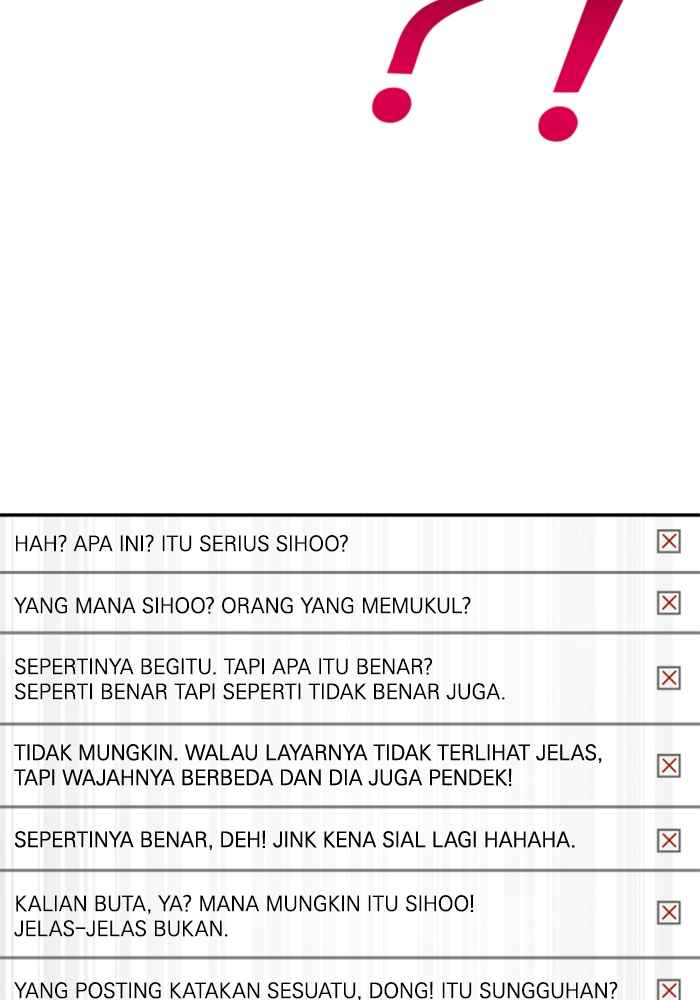 ?!
HAH? APA INI? ITU SERIUS SIHOO?
YANG MANA SIHOO? ORANG YANG MEMUKUL?
SEPERTINYA BEGITU. TAPI APA ITU BENAR?
SEPERTI BENAR TAPI SEPERTI TIDAK BENAR JUGA.
TIDAK MUNGKIN. WALAU LAYARNYA TIDAK TERLIHAT JELAS,
TAPI WAJAHNYA BERBEDA DAN DIA JUGA PENDEK!
SEPERTINYA BENAR, DEH! JINK KENA SIAL LAGI HAHAHA.
KALIAN BUTA, YA? MANA MUNGKIN ITU SIHOO!
JELAS-JELAS BUKAN.
YANG POSTING KATAKAN SESUATU, DONG! ITU SUNGGUHAN?